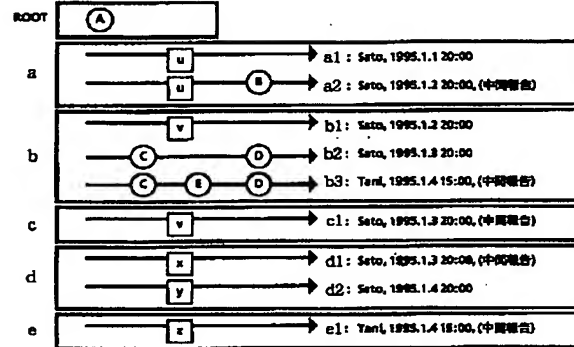 ROOT A
u a1: Sato, 1995.1.1 20:00
a
u B a2: Sato, 1995.1.2 20:00, (中間報告)
v b1: Sato, 1995.1.2 20:00
b C D b2: Sato, 1995.1.3 20:00
C E D b3: Tani, 1995.1.4 15:00, (中間報告)
c v c1: Sato, 1995.1.3 20:00, (中間報告)
x d1: Sato, 1995.1.3 20:00, (中間報告)
d
y d2: Sato, 1995.1.4 20:00
e z e1: Tani, 1995.1.4 18:00, (中間報告)